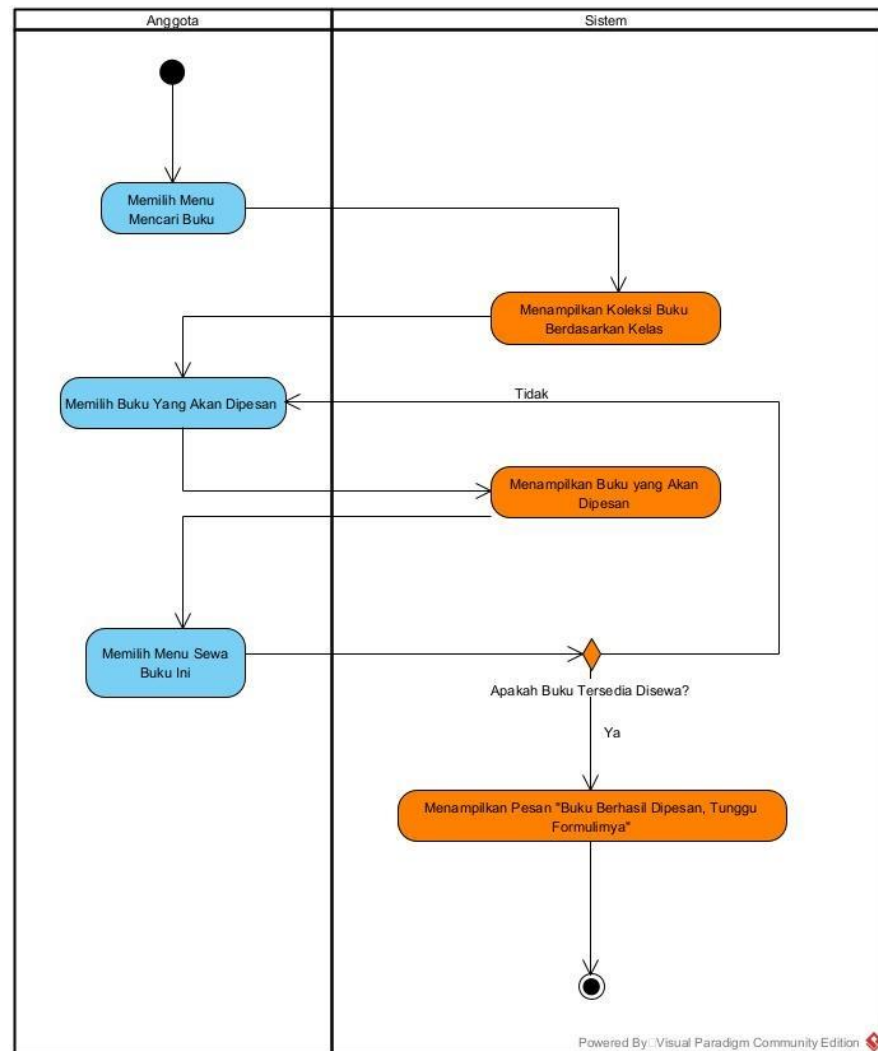 Anggota
Sistem
Memilih Menu
Mencari Buku
Menampilkan Koleksi Buku
Berdasarkan Kelas
Memilih Buku Yang Akan Dipesan
Tidak
Menampilkan Buku yang Akan
Dipesan
Memilih Menu Sewa
Buku Ini
Apakah Buku Tersedia Disewa?
Ya
Menampilkan Pesan "Buku Berhasil Dipesan, Tunggu
Formulirnya"
Powered By Visual Paradigm Community Edition